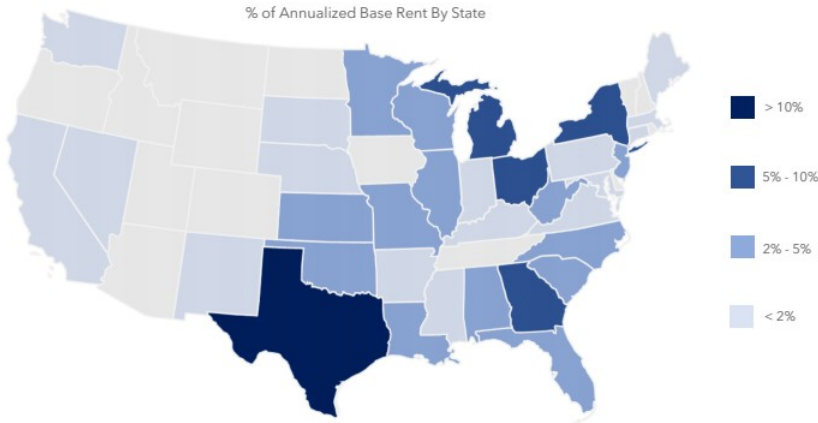 % of Annualized Base Rent By State
> 10%
5% - 10%
2% - 5%
< 2%